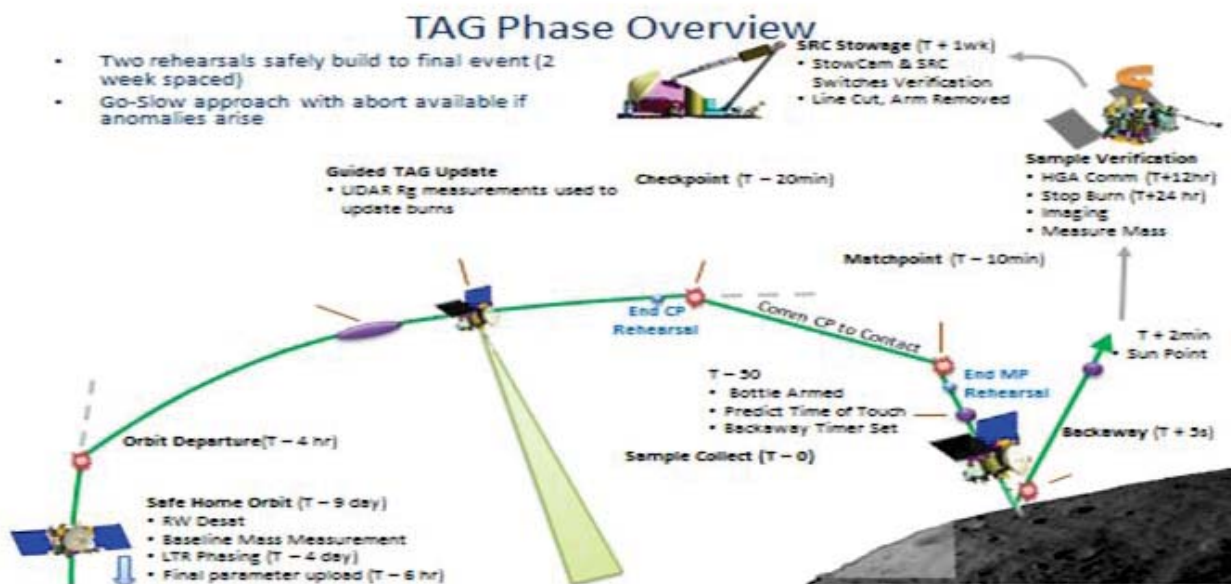 TAG Phase Overview
• Two rehearsals safely build to final event (2
week spaced)
• Go-Slow approach with abort available if
anomalies arise
SRC Stowage (T + 1wk)
• StowCam & SRC
Switches Verification
• Line Cut, Arm Removed
Guided TAG Update
• LIDAR Rg measurements used to
update burns
Checkpoint (T – 20min)
Sample Verification
• HGA Comm (T+12hr)
• Stop Burn (T+24 hr)
• Imaging
• Measure Mass
Matchpoint (T – 10min)
End CP
Rehearsal
Comm CP to Contact
T + 2min
• Sun Point
End MP
Rehearsal
T – 50
• Bottle Armed
• Predict Time of Touch
• Backaway Timer Set
Orbit Departure(T – 4 hr)
Sample Collect (T – 0)
Backaway (T + 5s)
Safe Home Orbit (T – 9 day)
• RW Desat
• Baseline Mass Measurement
• LTR Phasing (T – 4 day)
• Final parameter upload (T – 6 hr)